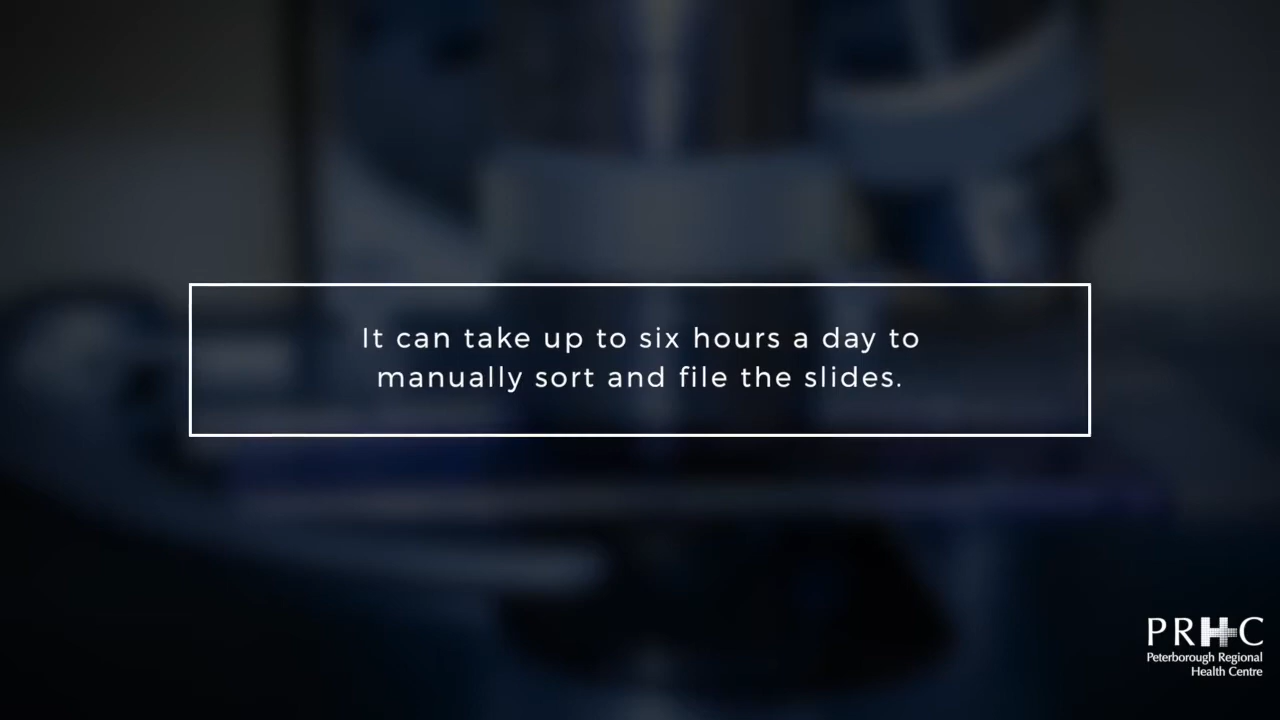 It can take up to six hours a day to
manually sort and file the slides.
PRHC
Peterborough Regional
Health Centre